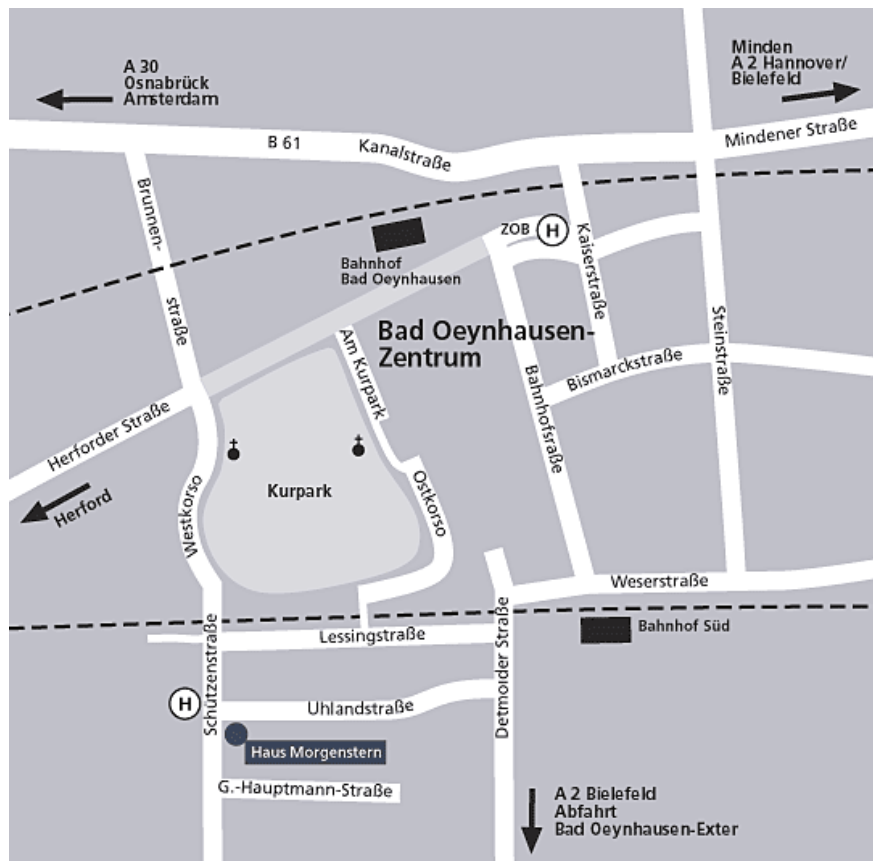 A 30
Osnabrück
Amsterdam
Minden
A 2 Hannover/
Bielefeld
B 61
Kanalstraße
Mindener Straße
Brunnen-
straße
ZOB
H
Kaiserstraße
Bahnhof
Bad Oeynhausen
Bad Oeynhausen-
Zentrum
Am Kurpark
Steinstraße
Bismarckstraße
Bahnhofsraße
Herforder Straße
Herford
Westkorso
Kurpark
Ostkorso
Weserstraße
Bahnhof Süd
Lessingstraße
Schützenstraße
Detmolder Straße
H
Uhlandstraße
Haus Morgenstern
G.-Hauptmann-Straße
A 2 Bielefeld
Abfahrt
Bad Oeynhausen-Exter